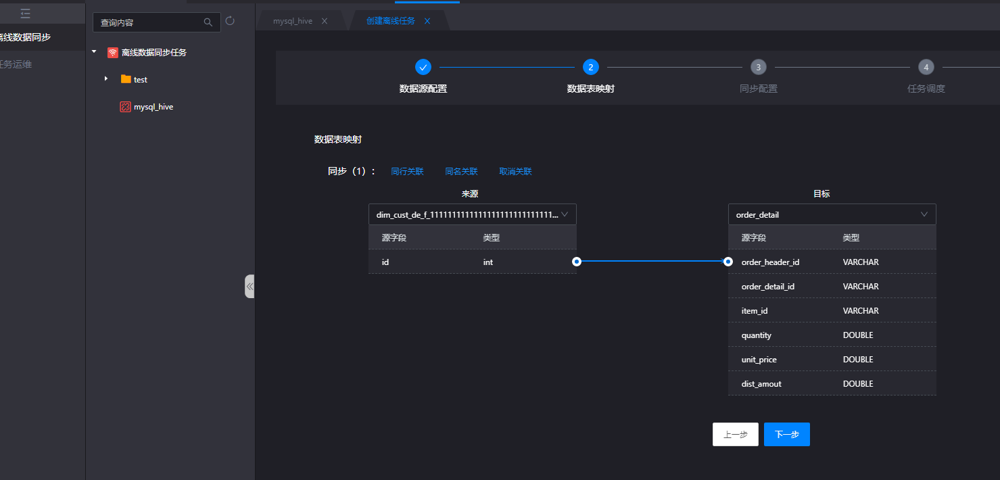 离线数据同步
任务运维
查询内容
离线数据同步任务
test
mysql_hive
mysql_hive
创建离线任务
2
3
4
数据源配置
数据表映射
同步配置
任务调度
数据表映射
同步（1）：
同行关联
同名关联
取消关联
来源
dim_cust_de_f_1111111111111111111111111111...
源字段 类型
id int
目标
order_detail
源字段 类型
order_header_id VARCHAR
order_detail_id VARCHAR
item_id VARCHAR
quantity DOUBLE
unit_price DOUBLE
dist_amout DOUBLE
上一步
下一步